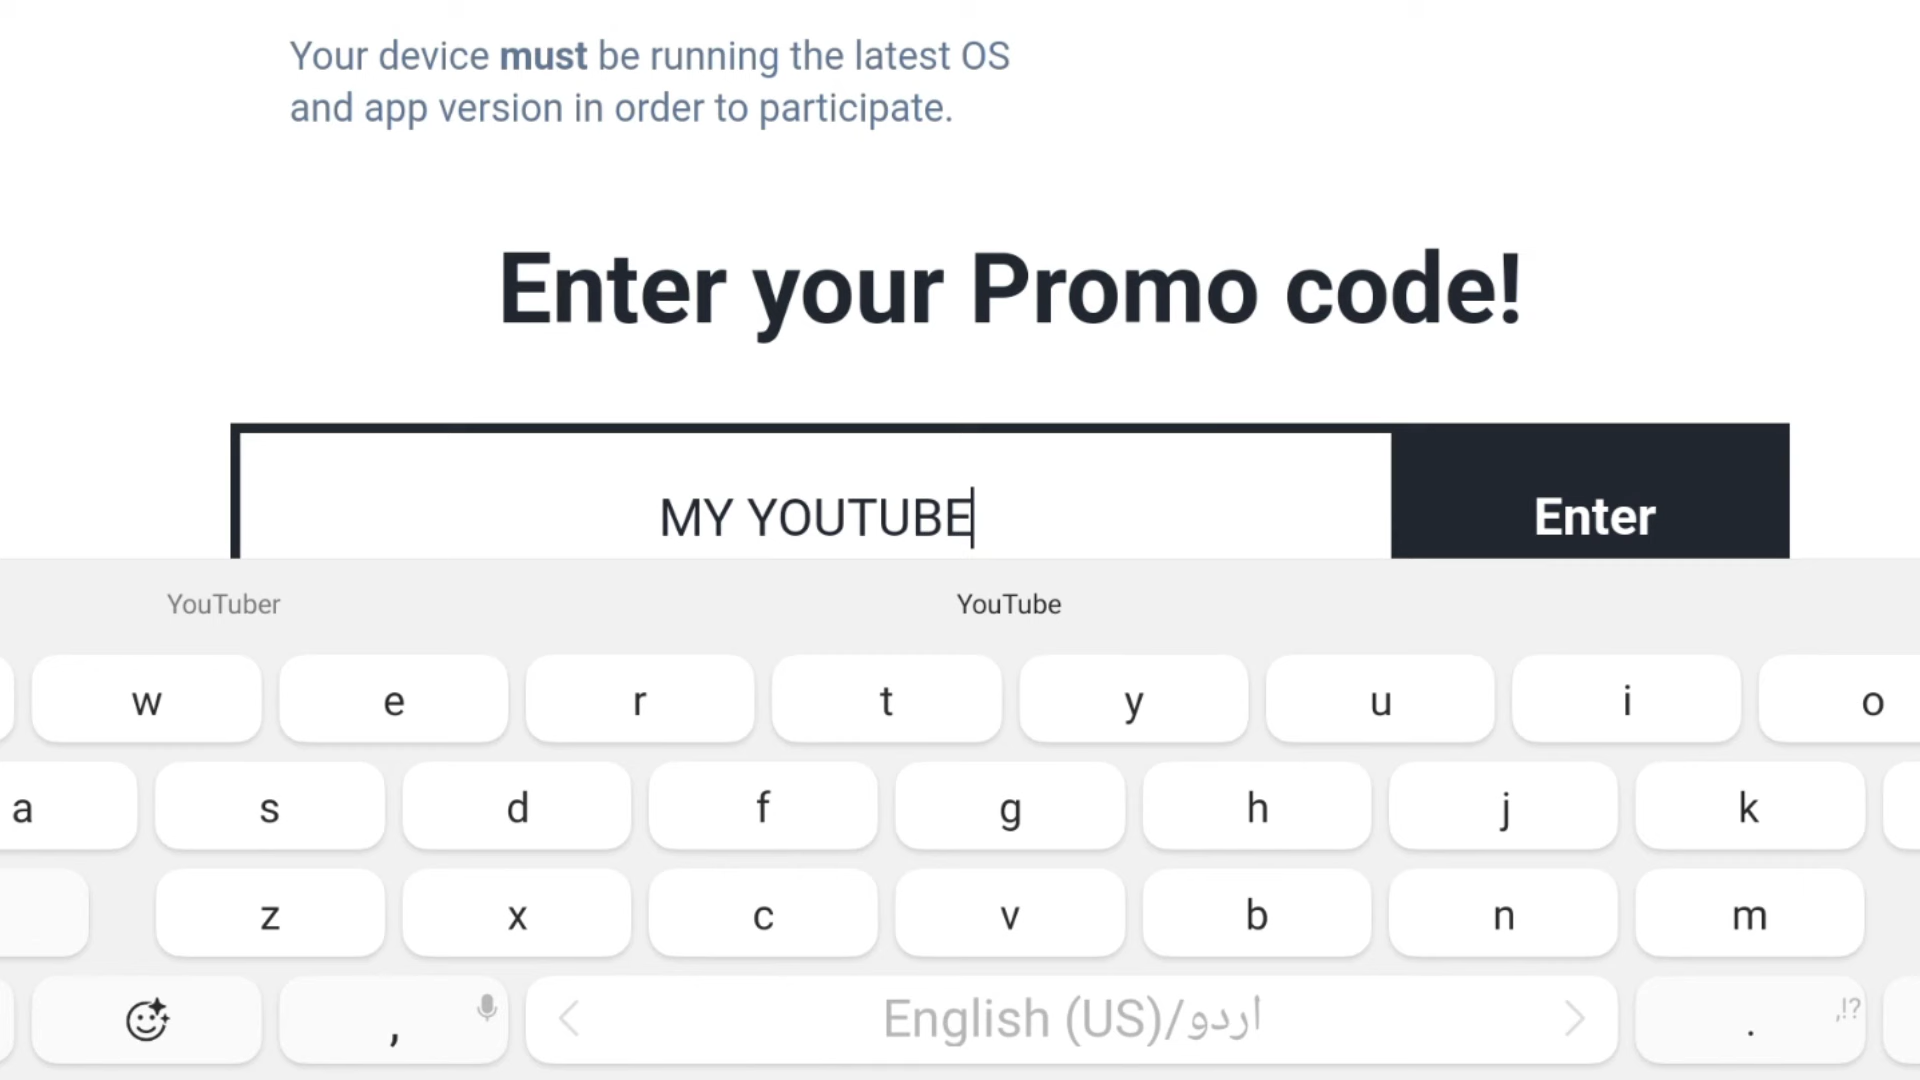 Your device must be running the latest OS
and app version in order to participate.
Enter your Promo code!
MY YOUTUBE
Enter
YouTuber
YouTube
w e r t y u i o
a s d f g h j k
z x c v b n m
, English (US)/اردو . ,!?